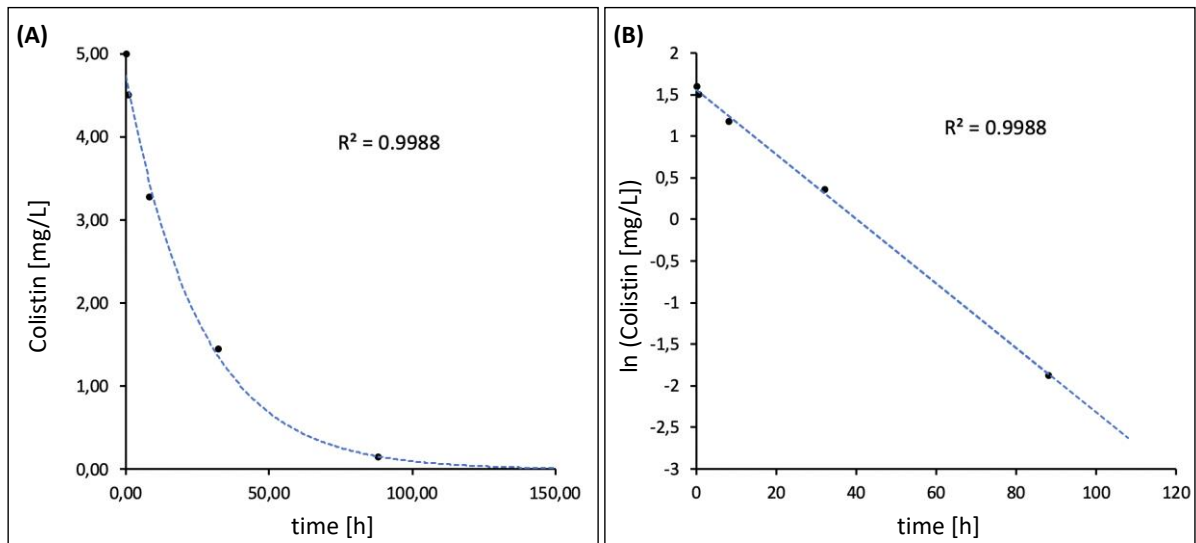 (A)
5,00
4,00
3,00
2,00
1,00
0,00
Colistin [mg/L]
R² = 0.9988
0,00 50,00 100,00 150,00
time [h]
(B)
2
1,5
1
0,5
0
-0,5
-1
-1,5
-2
-2,5
-3
ln (Colistin [mg/L])
R² = 0.9988
0 20 40 60 80 100 120
time [h]